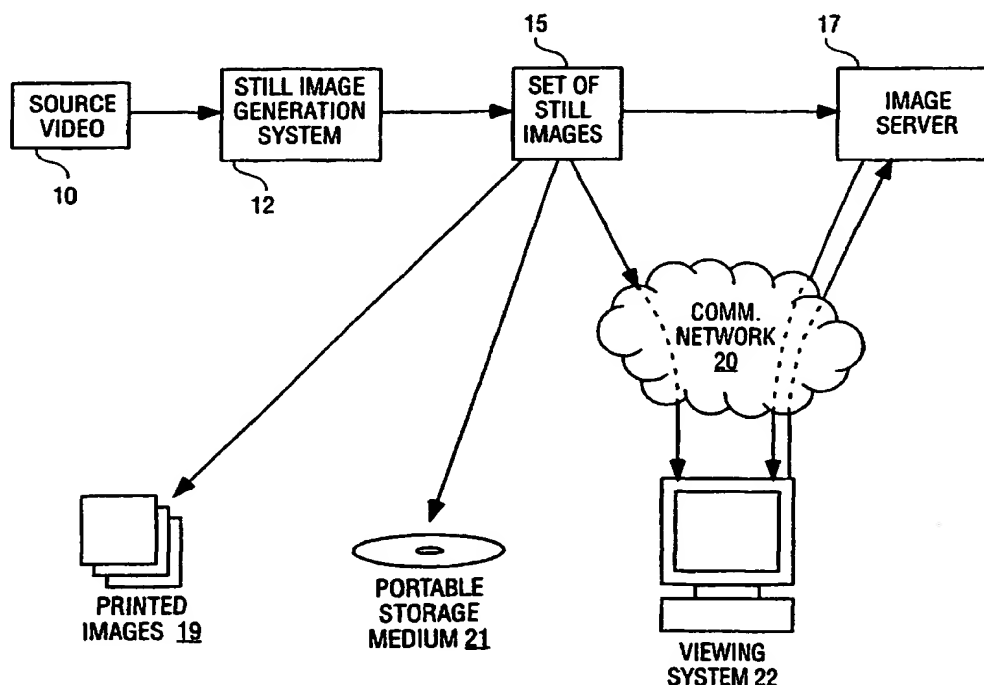 15
17
SOURCE
VIDEO
10
STILL IMAGE
GENERATION
SYSTEM
12
SET OF
STILL
IMAGES
IMAGE
SERVER
COMM.
NETWORK
20
PRINTED
IMAGES 19
PORTABLE
STORAGE
MEDIUM 21
VIEWING
SYSTEM 22